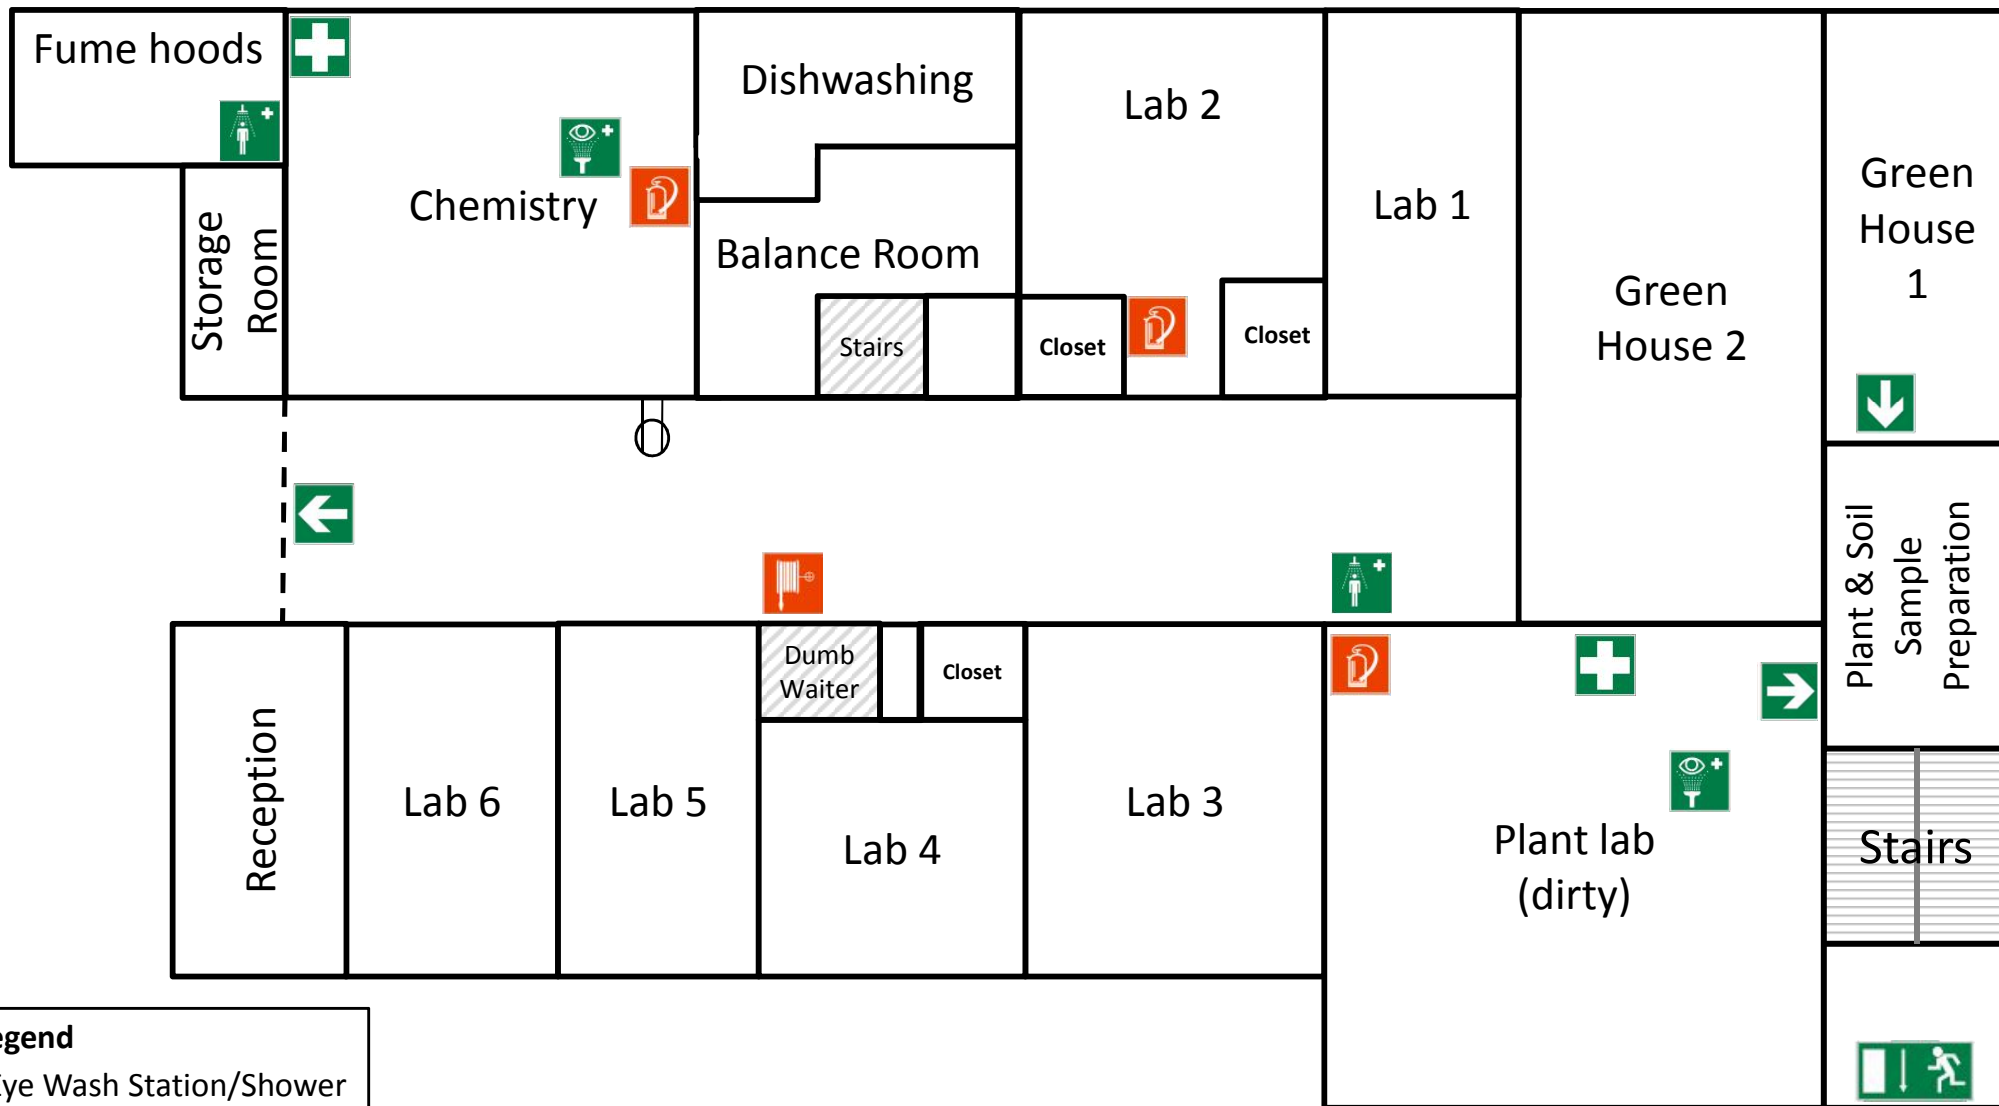 Fume hoods
Dishwashing
Lab 2
Chemistry
Lab 1
Green
House
1
Storage
Room
Balance Room
Green
House 2
Stairs
Closet
Closet
Plant & Soil
Sample
Preparation
Dumb
Waiter
Closet
Reception
Lab 6
Lab 5
Lab 4
Lab 3
Plant lab
(dirty)
Stairs
egend
ye Wash Station/Shower